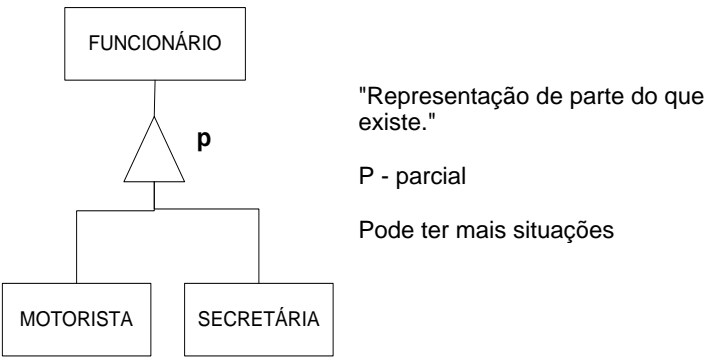 FUNCIONÁRIO
p
"Representação de parte do que
existe."
P - parcial
Pode ter mais situações
MOTORISTA
SECRETÁRIA